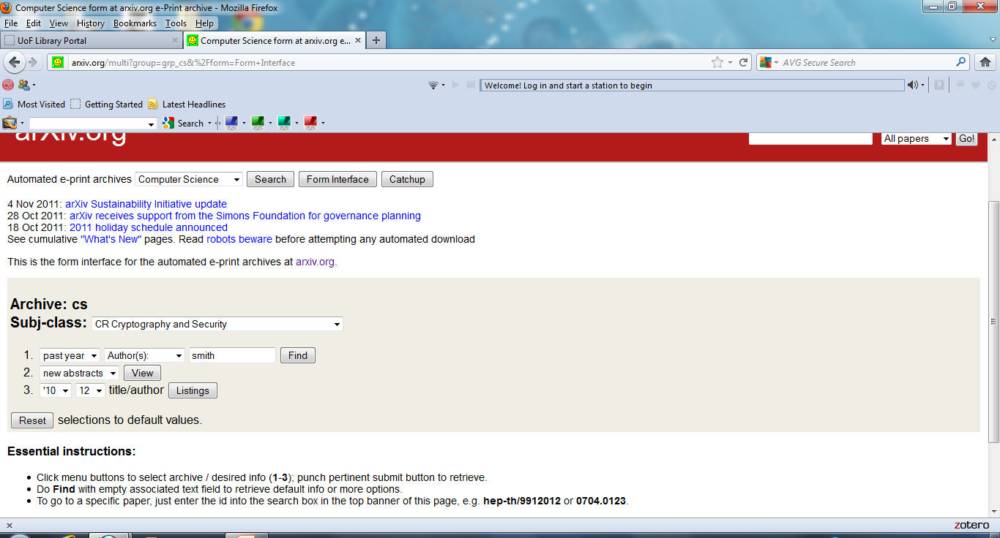 Computer Science form at arxiv.org e-Print archive - Mozilla Firefox
File Edit View History Bookmarks Tools Help
UoF Library Portal Computer Science form at arxiv.org e...
arxiv.org/multi?group=grp_cs&%2Fform=Form+Interface AVG Secure Search
Welcome! Log in and start a station to begin
Most Visited Getting Started Latest Headlines
Search
arXiv.org All papers Go!
Automated e-print archives Computer Science Search Form Interface Catchup
4 Nov 2011: arXiv Sustainability Initiative update
28 Oct 2011: arXiv receives support from the Simons Foundation for governance planning
18 Oct 2011: 2011 holiday schedule announced
See cumulative "What's New" pages. Read robots beware before attempting any automated download
This is the form interface for the automated e-print archives at arxiv.org.
Archive: cs
Subj-class: CR Cryptography and Security
1. past year Author(s): smith Find
2. new abstracts View
3. '10 12 title/author Listings
Reset selections to default values.
Essential instructions:
• Click menu buttons to select archive / desired info (1-3); punch pertinent submit button to retrieve.
• Do Find with empty associated text field to retrieve default info or more options.
• To go to a specific paper, just enter the id into the search box in the top banner of this page, e.g. hep-th/9912012 or 0704.0123.
zotero